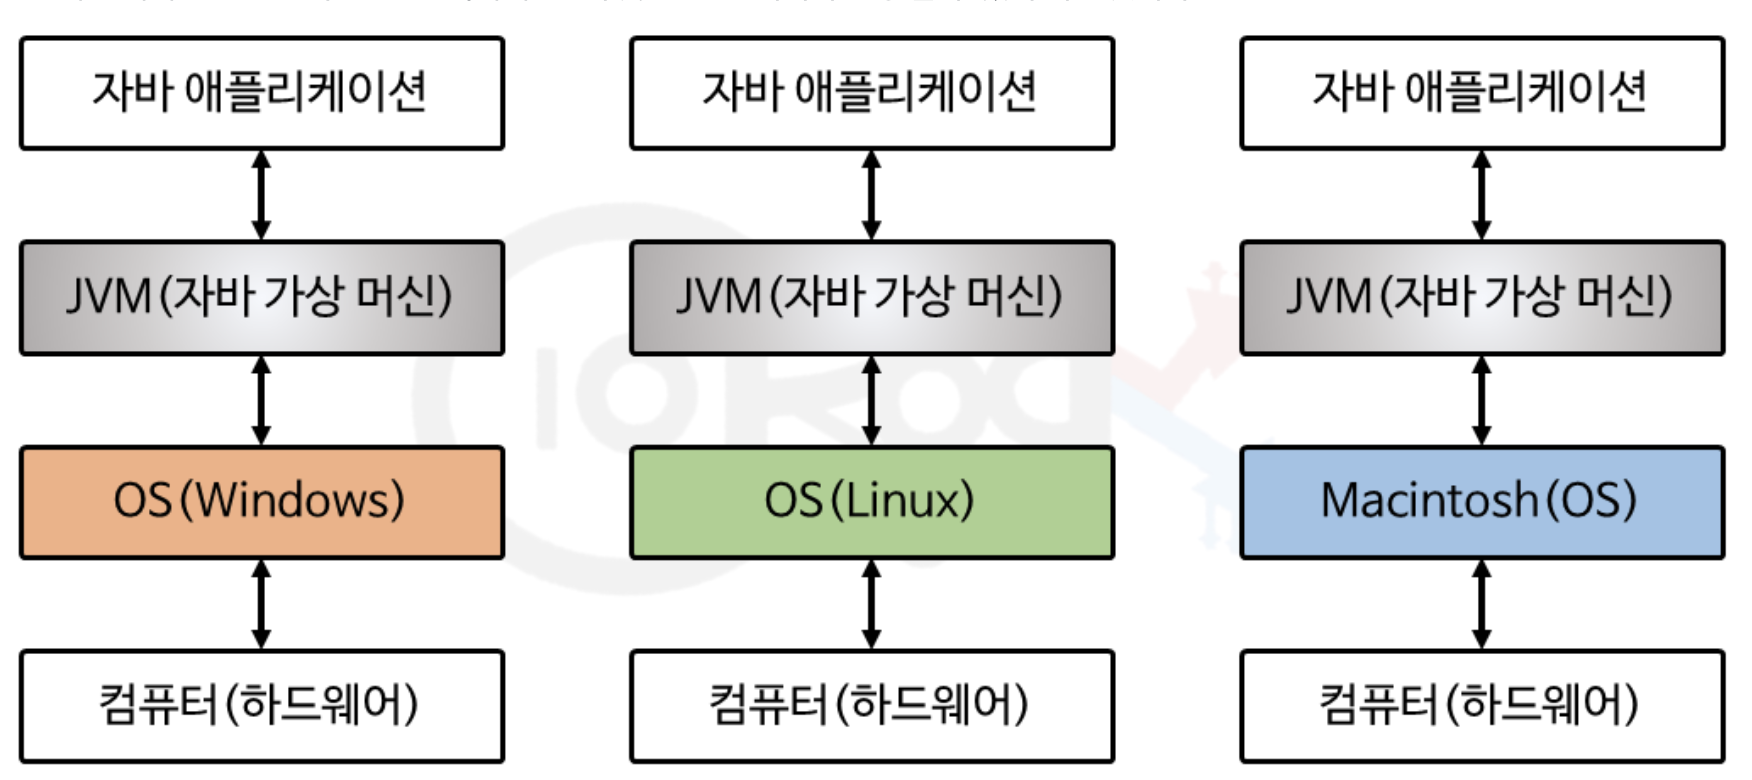 자바 애플리케이션
자바 애플리케이션
자바 애플리케이션
JVM(자바 가상 머신)
JVM(자바 가상 머신)
JVM(자바 가상 머신)
OS(Windows)
OS(Linux)
Macintosh(OS)
컴퓨터(하드웨어)
컴퓨터(하드웨어)
컴퓨터(하드웨어)